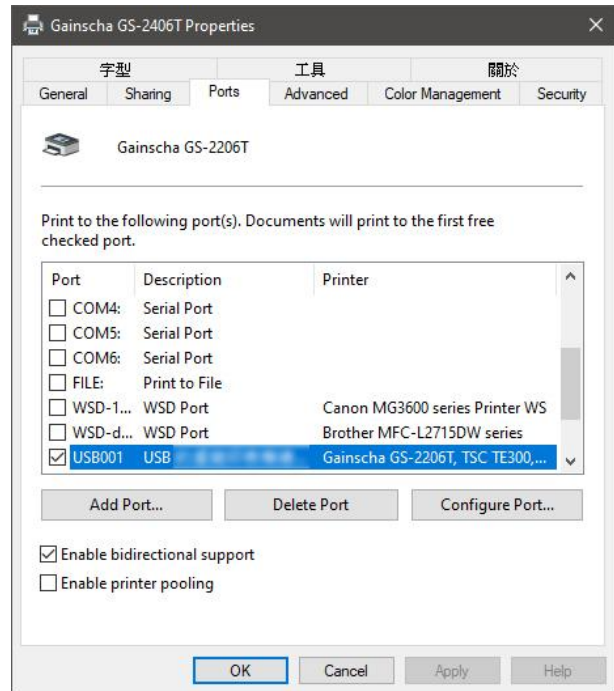 Gainscha GS-2406T Properties
字型 工具 關於
General Sharing Ports Advanced Color Management Security
Gainscha GS-2206T
Print to the following port(s). Documents will print to the first free
checked port.
Port Description Printer
COM4: Serial Port
COM5: Serial Port
COM6: Serial Port
FILE: Print to File
WSD-1... WSD Port Canon MG3600 series Printer WS
WSD-d... WSD Port Brother MFC-L2715DW series
USB001 USB Gainscha GS-2206T, TSC TE300,...
Add Port... Delete Port Configure Port...
Enable bidirectional support
Enable printer pooling
OK Cancel Apply Help